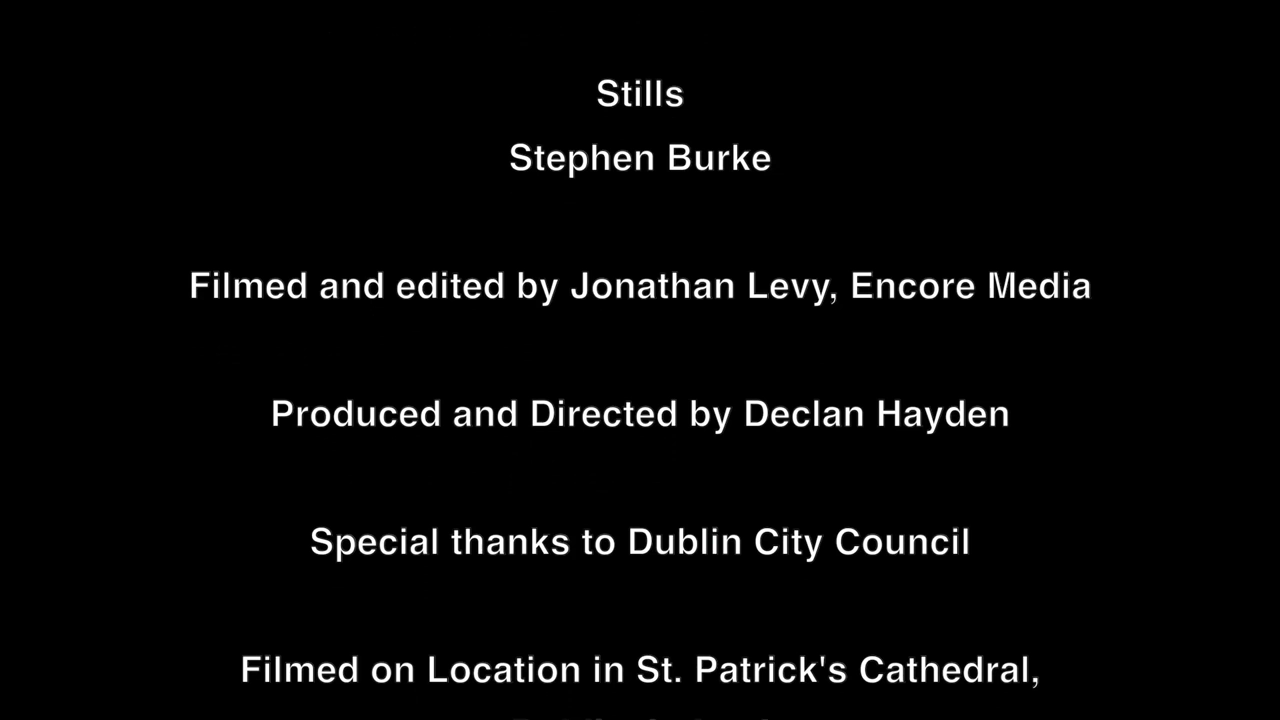 Stills
Stephen Burke
Filmed and edited by Jonathan Levy, Encore Media
Produced and Directed by Declan Hayden
Special thanks to Dublin City Council
Filmed on Location in St. Patrick's Cathedral,